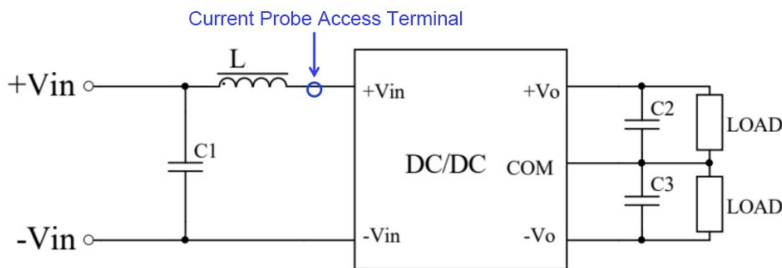 Current Probe Access Terminal
L
+Vin
+Vin
+Vo
C2
LOAD
C1
DC/DC
COM
C3
LOAD
-Vin
-Vin
-Vo